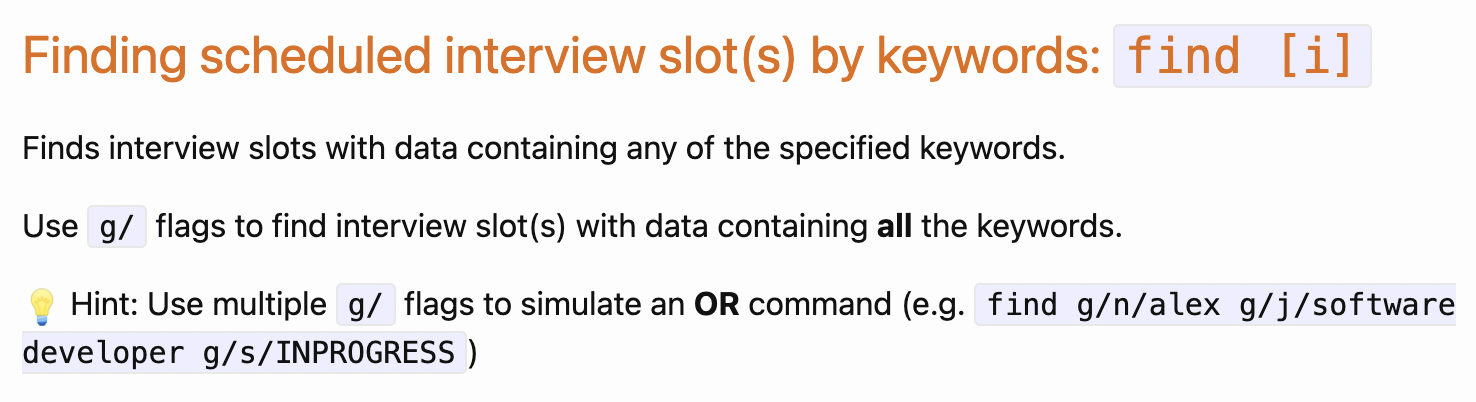 Finding scheduled interview slot(s) by keywords: find [i]
Finds interview slots with data containing any of the specified keywords.
Use g/ flags to find interview slot(s) with data containing all the keywords.
💡 Hint: Use multiple g/ flags to simulate an OR command (e.g. find g/n/alex g/j/software
developer g/s/INPROGRESS)